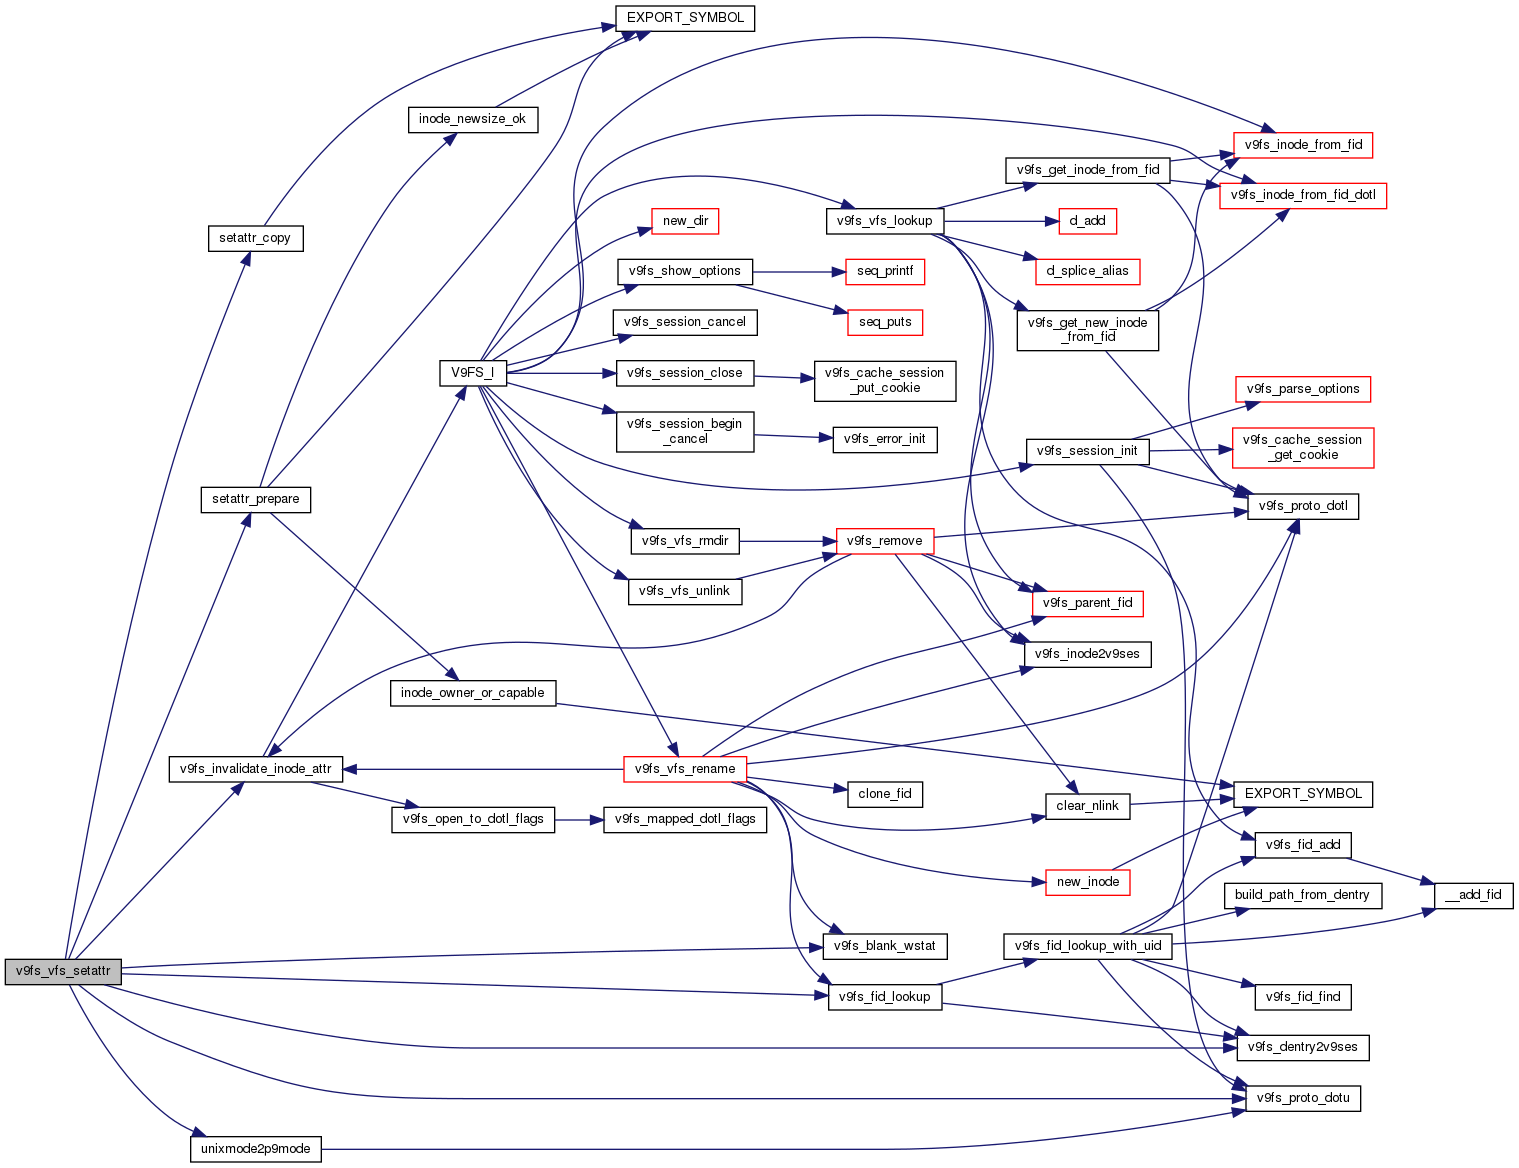 EXPORT_SYMBOL
inode_newsize_ok
v9fs_inode_from_fid
v9fs_get_inode_from_fid
v9fs_inode_from_fid_dotl
new_dir
v9fs_vfs_lookup
d_add
setattr_copy
v9fs_show_options
seq_printf
d_splice_alias
v9fs_session_cancel
seq_puts
v9fs_get_new_inode
_from_fid
V9FS_I
v9fs_session_close
v9fs_cache_session
_put_cookie
v9fs_parse_options
v9fs_session_begin
_cancel
v9fs_error_init
v9fs_session_init
v9fs_cache_session
_get_cookie
setattr_prepare
v9fs_proto_dotl
v9fs_vfs_rmdir
v9fs_remove
v9fs_vfs_unlink
v9fs_parent_fid
v9fs_inode2v9ses
inode_owner_or_capable
v9fs_invalidate_inode_attr
v9fs_vfs_rename
clone_fid
EXPORT_SYMBOL
clear_nlink
v9fs_open_to_dotl_flags
v9fs_mapped_dotl_flags
v9fs_fid_add
new_inode
build_path_from_dentry
__add_fid
v9fs_blank_wstat
v9fs_fid_lookup_with_uid
v9fs_vfs_setattr
v9fs_fid_lookup
v9fs_fid_find
v9fs_dentry2v9ses
v9fs_proto_dotu
unixmode2p9mode